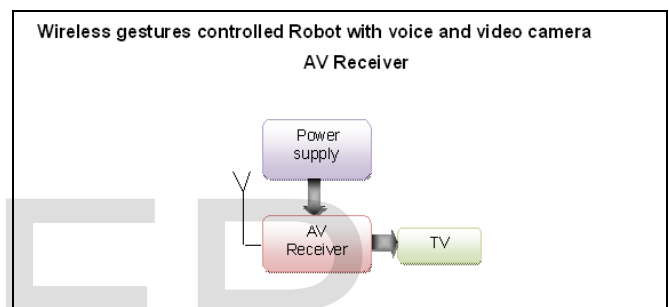 Wireless gestures controlled Robot with voice and video camera
AV Receiver
Power
supply
AV
Receiver
TV